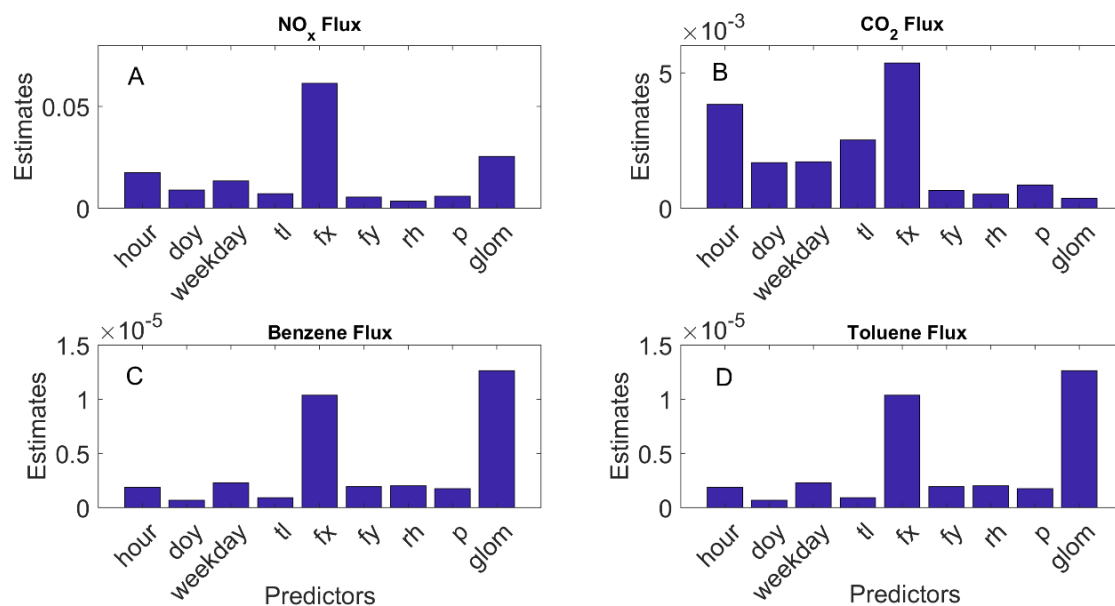 NOx Flux
A
Estimates
0.05
0
hour doy weekday tl fx fy rh p glom
CO2 Flux
×10^-3
B
Estimates
5
0
hour doy weekday tl fx fy rh p glom
Benzene Flux
×10^-5
C
Estimates
1.5
1
0.5
0
hour doy weekday tl fx fy rh p glom
Predictors
Toluene Flux
×10^-5
D
Estimates
1.5
1
0.5
0
hour doy weekday tl fx fy rh p glom
Predictors